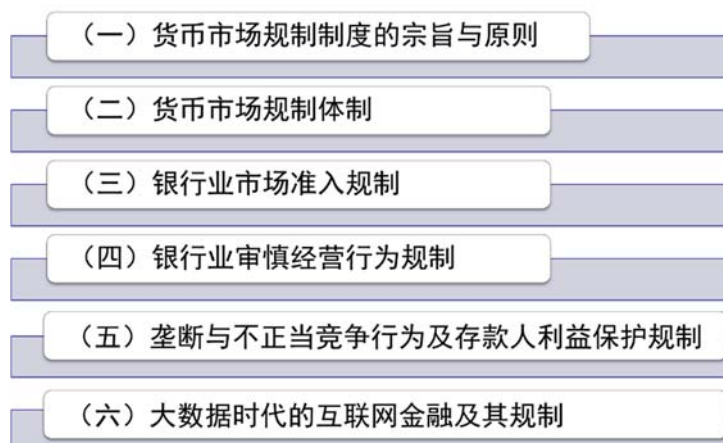 （一）货币市场规制制度的宗旨与原则
（二）货币市场规制体制
（三）银行业市场准入规制
（四）银行业审慎经营行为规制
（五）垄断与不正当竞争行为及存款人利益保护规制
（六）大数据时代的互联网金融及其规制